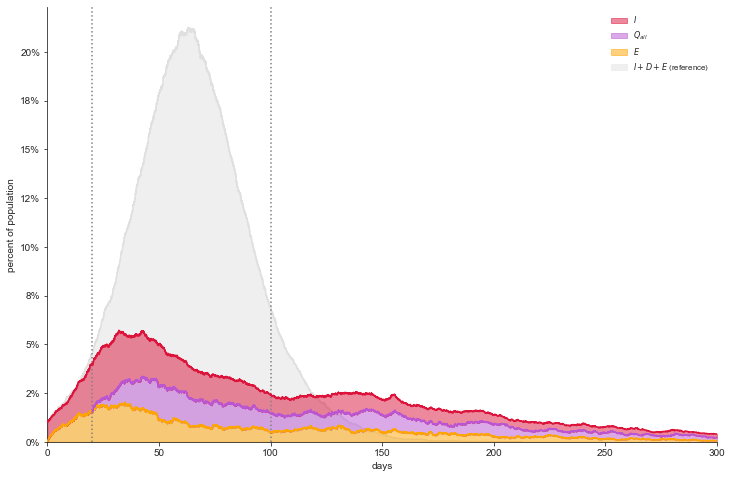 I
Q_all
E
I + D + E (reference)
percent of population
20%
18%
15%
12%
10%
8%
5%
2%
0%
0 50 100 150 200 250 300
days